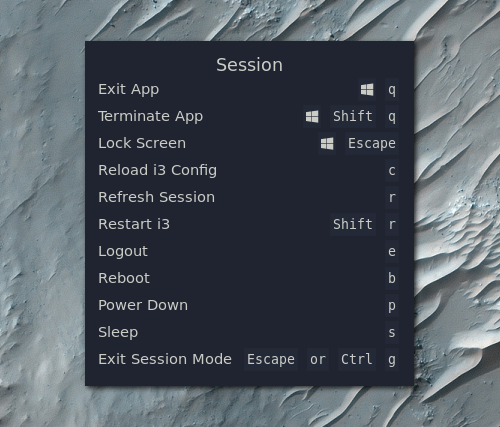 Session
Exit App q
Terminate App Shift q
Lock Screen Escape
Reload i3 Config c
Refresh Session r
Restart i3 Shift r
Logout e
Reboot b
Power Down p
Sleep s
Exit Session Mode Escape or Ctrl g